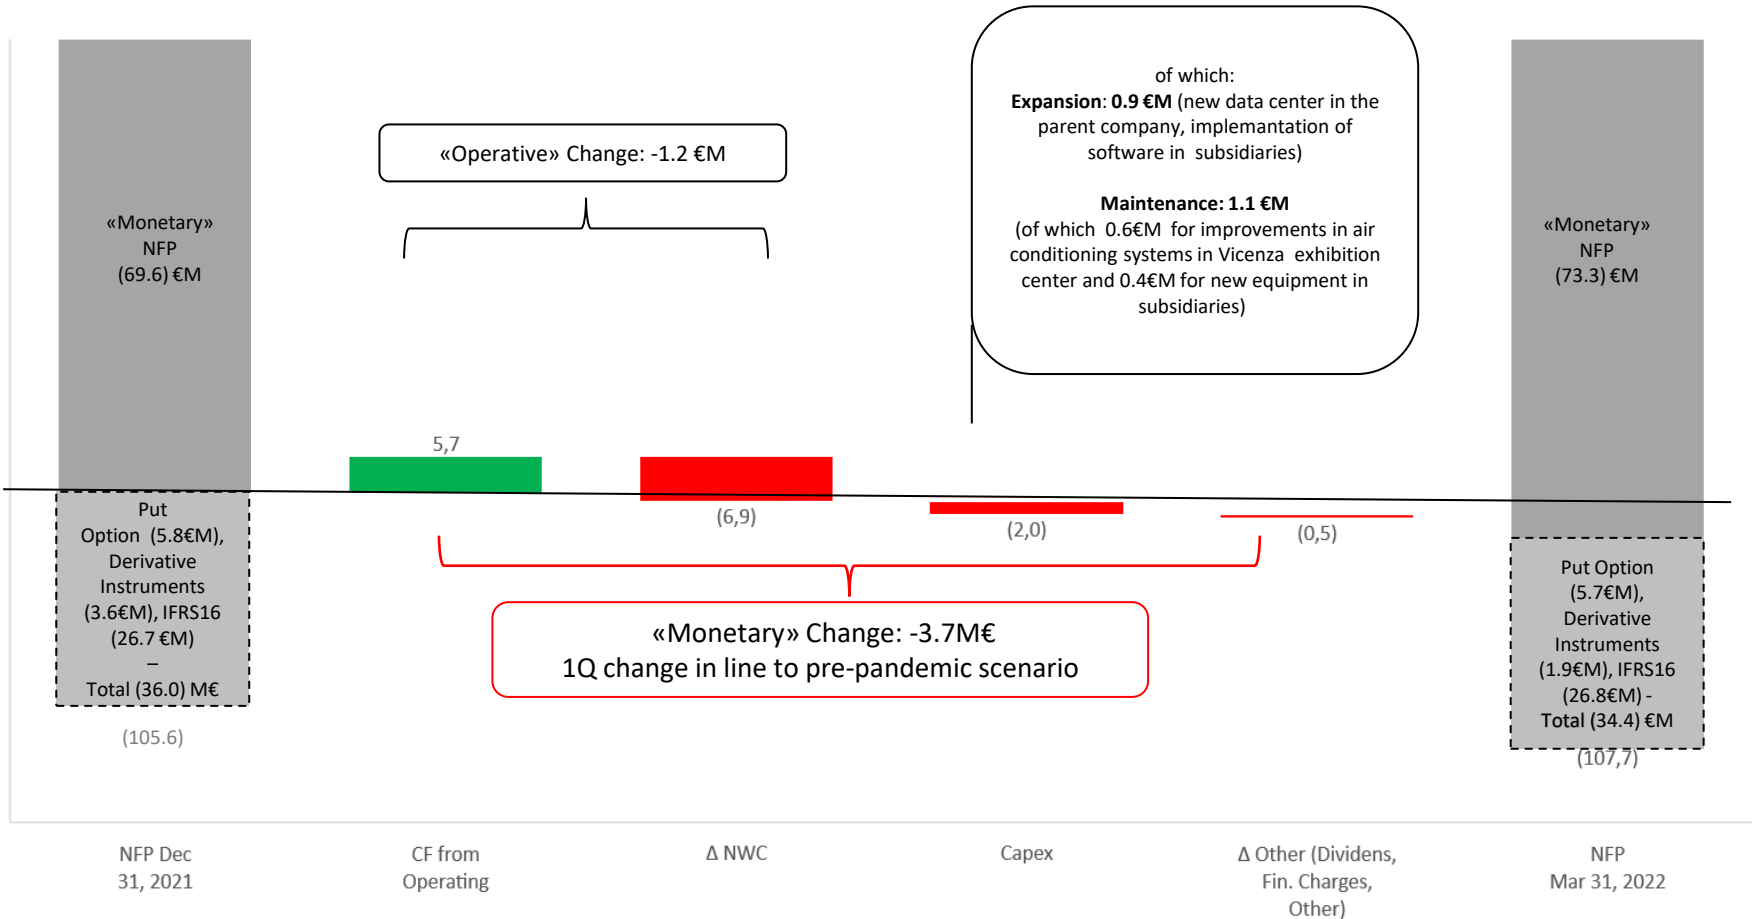 of which:
Expansion: 0.9 €M (new data center in the
parent company, implemantation of
software in subsidiaries)
Maintenance: 1.1 €M
(of which 0.6€M for improvements in air
conditioning systems in Vicenza exhibition
center and 0.4€M for new equipment in
subsidiaries)
«Operative» Change: -1.2 €M
«Monetary»
NFP
(69.6) €M
«Monetary»
NFP
(73.3) €M
5,7
(6,9)
(2,0)
(0,5)
Put
Option (5.8€M),
Derivative
Instruments
(3.6€M), IFRS16
(26.7 €M)
–
Total (36.0) M€
(105.6)
«Monetary» Change: -3.7M€
1Q change in line to pre-pandemic scenario
Put Option
(5.7€M),
Derivative
Instruments
(1.9€M), IFRS16
(26.8€M) -
Total (34.4) €M
(107,7)
NFP Dec
31, 2021
CF from
Operating
Δ NWC
Capex
Δ Other (Dividens,
Fin. Charges,
Other)
NFP
Mar 31, 2022